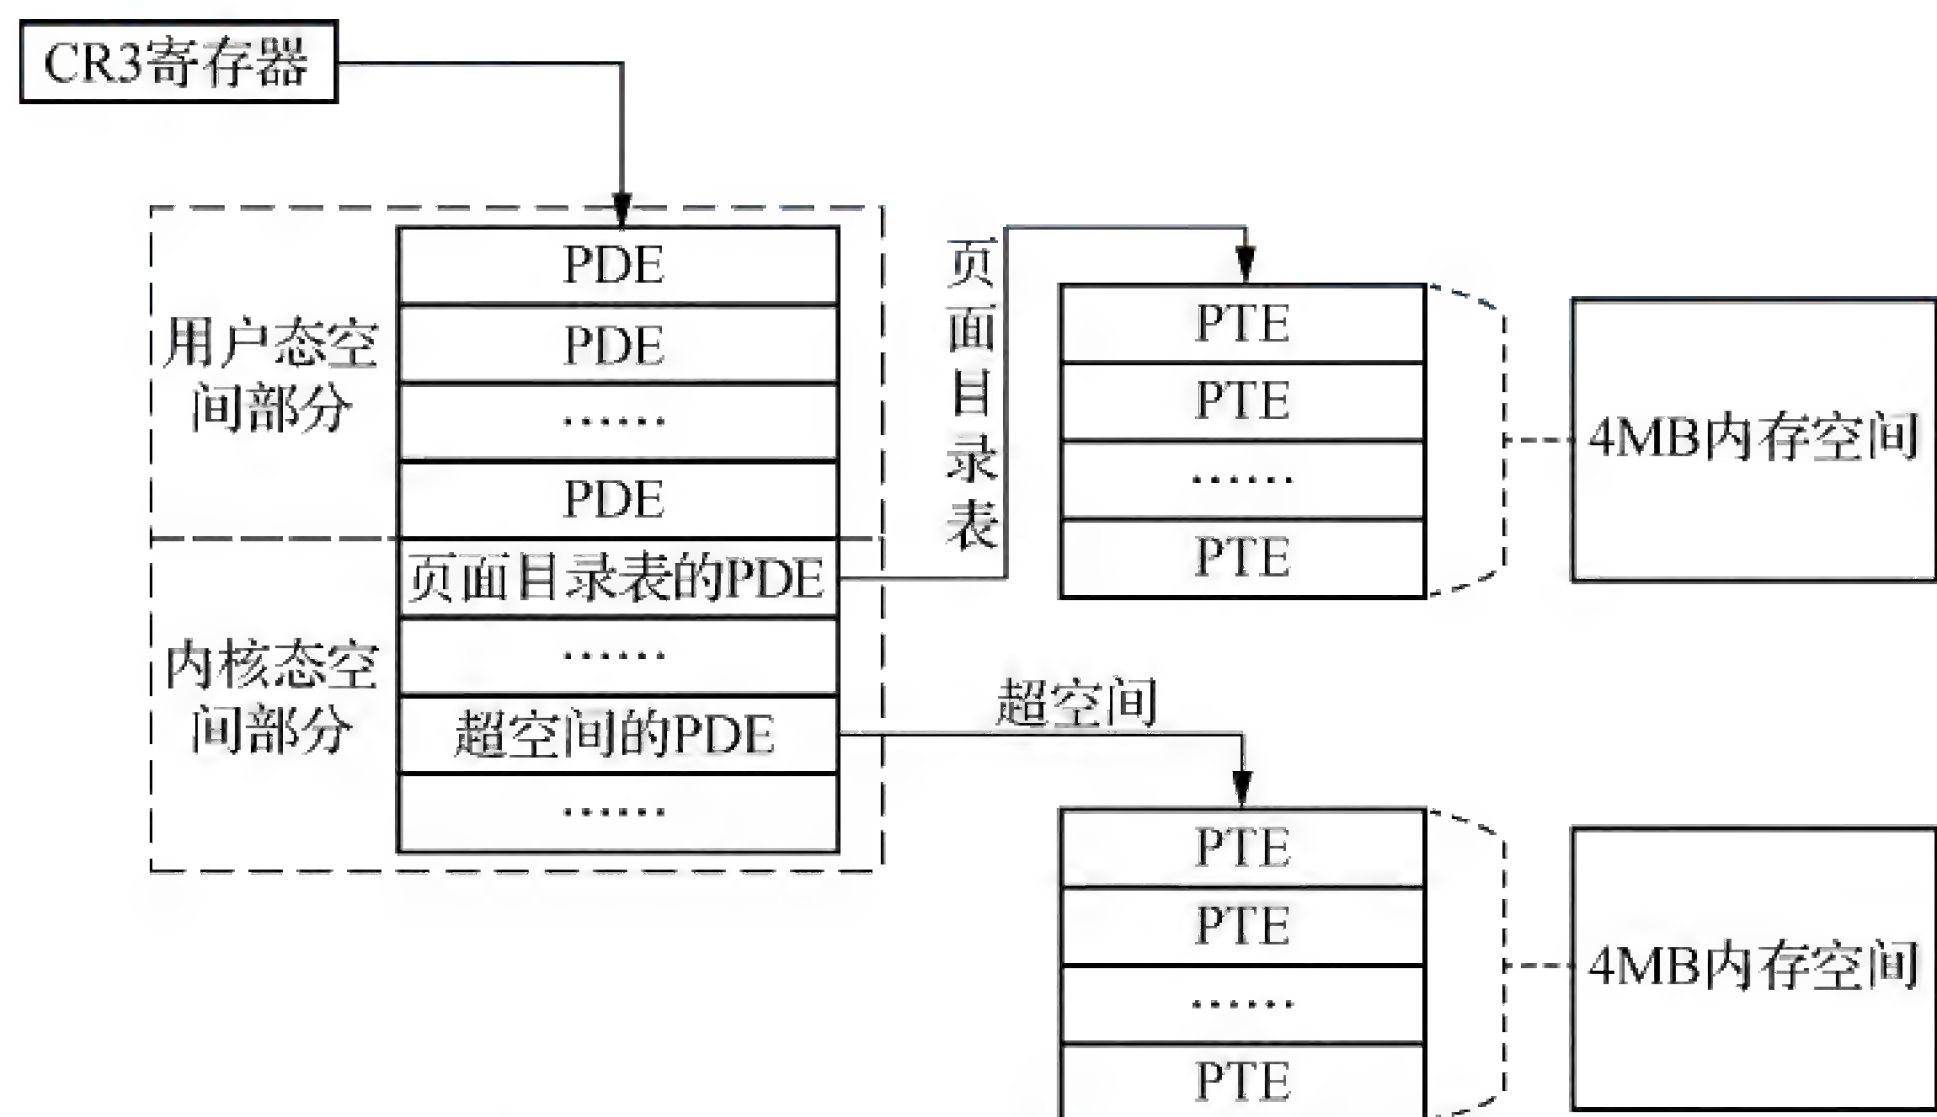 CR3寄存器
用户态空
间部分
PDE
PDE
……
PDE
内核态空
间部分
页面目录表的PDE
……
超空间的PDE
……
页面目录表
PTE
PTE
……
PTE
4MB内存空间
超空间
PTE
PTE
……
PTE
4MB内存空间